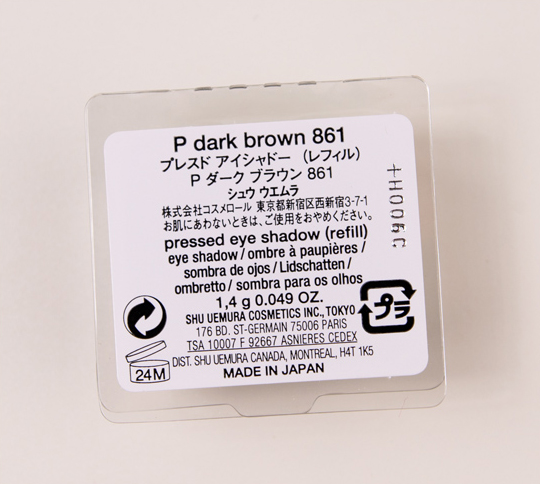 P dark brown 861
プレスド アイシャドー （レフィル）
P ダーク ブラウン 861
シュウ ウエムラ
株式会社コスメロール 東京都新宿区西新宿3-7-1
お肌にあわないときは、ご使用をおやめください。
pressed eye shadow (refill)
eye shadow / ombre à paupières /
sombra de ojos / Lidschatten /
ombretto / sombra para os olhos
1,4 g 0.049 OZ.
SHU UEMURA COSMETICS INC., TOKYO
176 BD. ST-GERMAIN 75006 PARIS
TSA 10007 F 92667 ASNIERES CEDEX
DIST. SHU UEMURA CANADA, MONTREAL, H4T 1K5
MADE IN JAPAN
24M
プラ